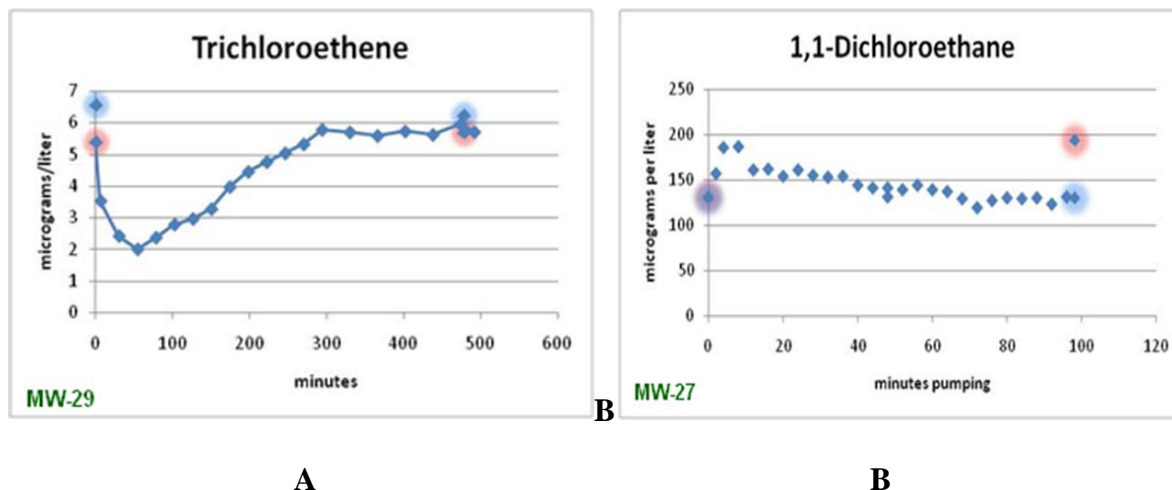 Trichloroethene
micrograms/liter
7
6
5
4
3
2
1
0
0 100 200 300 400 500 600
minutes
MW-29
B
1,1-Dichloroethane
micrograms per liter
250
200
150
100
50
0
0 20 40 60 80 100 120
minutes pumping
MW-27
A B